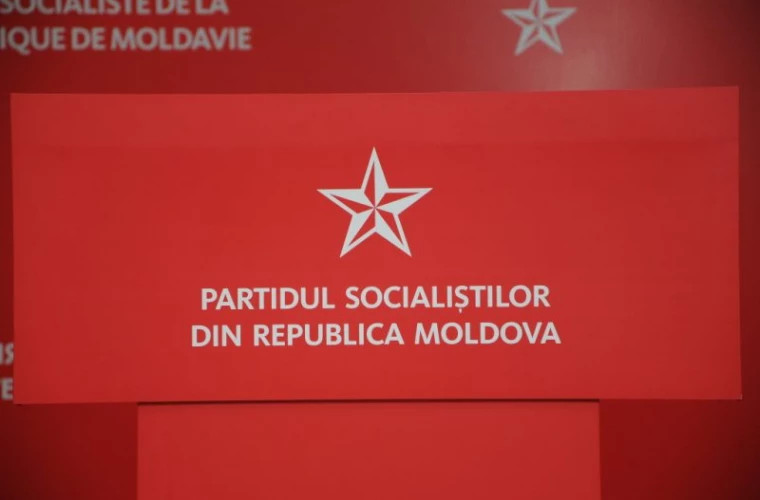 SOCIALISTE DE LA
IQUE DE MOLDAVIE
PARTIDUL SOCIALIȘTILOR
DIN REPUBLICA MOLDOVA